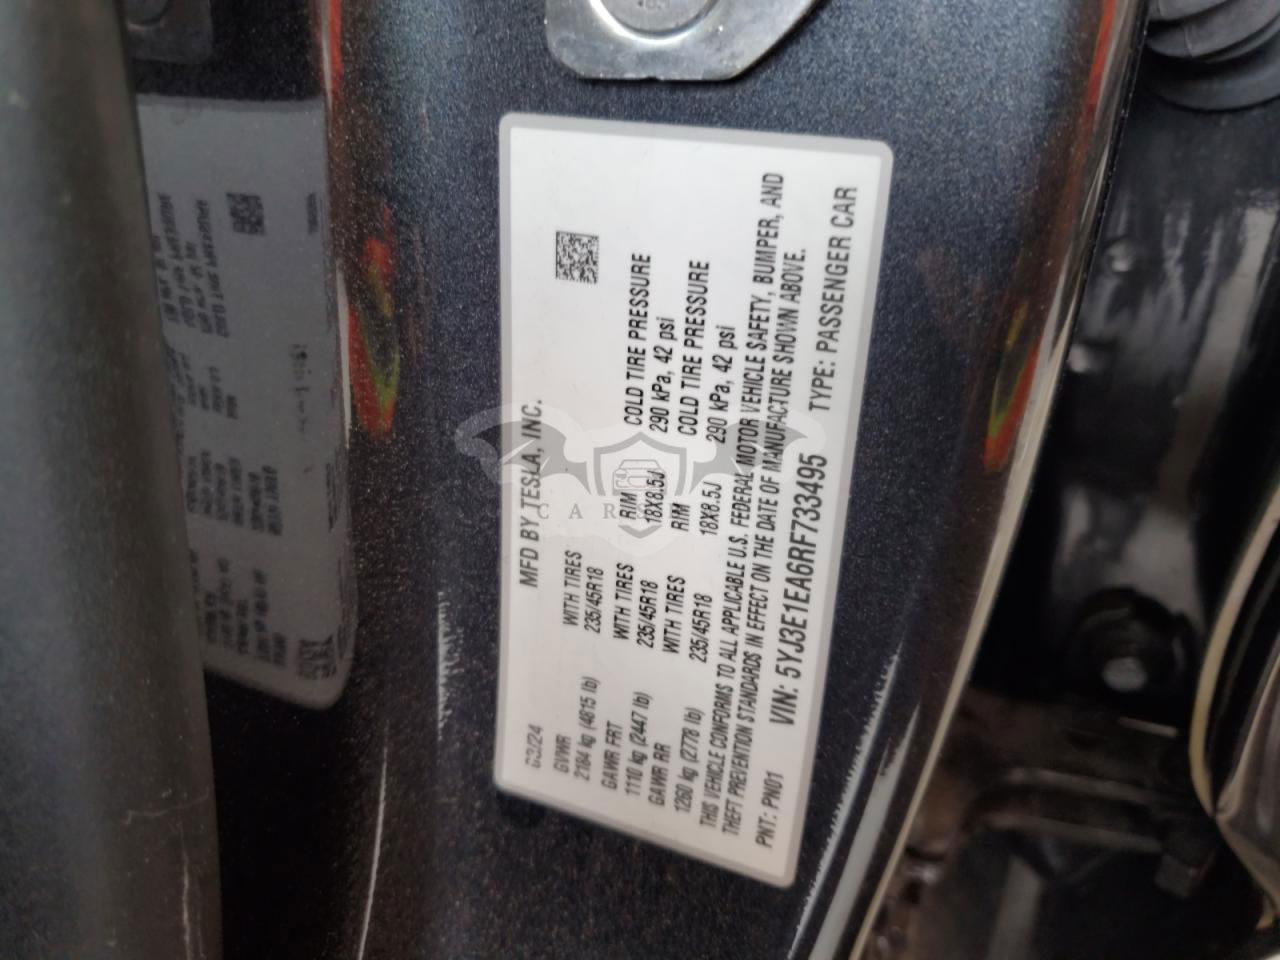 MFD BY TESLA, INC.
03/24
GVWR
2184 kg (4815 lb)
WITH TIRES
235/45R18
GAWR FRT
1110 kg (2447 lb)
WITH TIRES
235/45R18
RIM
18X8.5J
COLD TIRE PRESSURE
290 kPa, 42 psi
GAWR RR
1260 kg (2778 lb)
WITH TIRES
235/45R18
RIM
18X8.5J
COLD TIRE PRESSURE
290 kPa, 42 psi
THIS VEHICLE CONFORMS TO ALL APPLICABLE U.S. FEDERAL MOTOR VEHICLE SAFETY, BUMPER, AND
THEFT PREVENTION STANDARDS IN EFFECT ON THE DATE OF MANUFACTURE SHOWN ABOVE.
PNT: PN01 VIN: 5YJ3E1EA6RF733495 TYPE: PASSENGER CAR